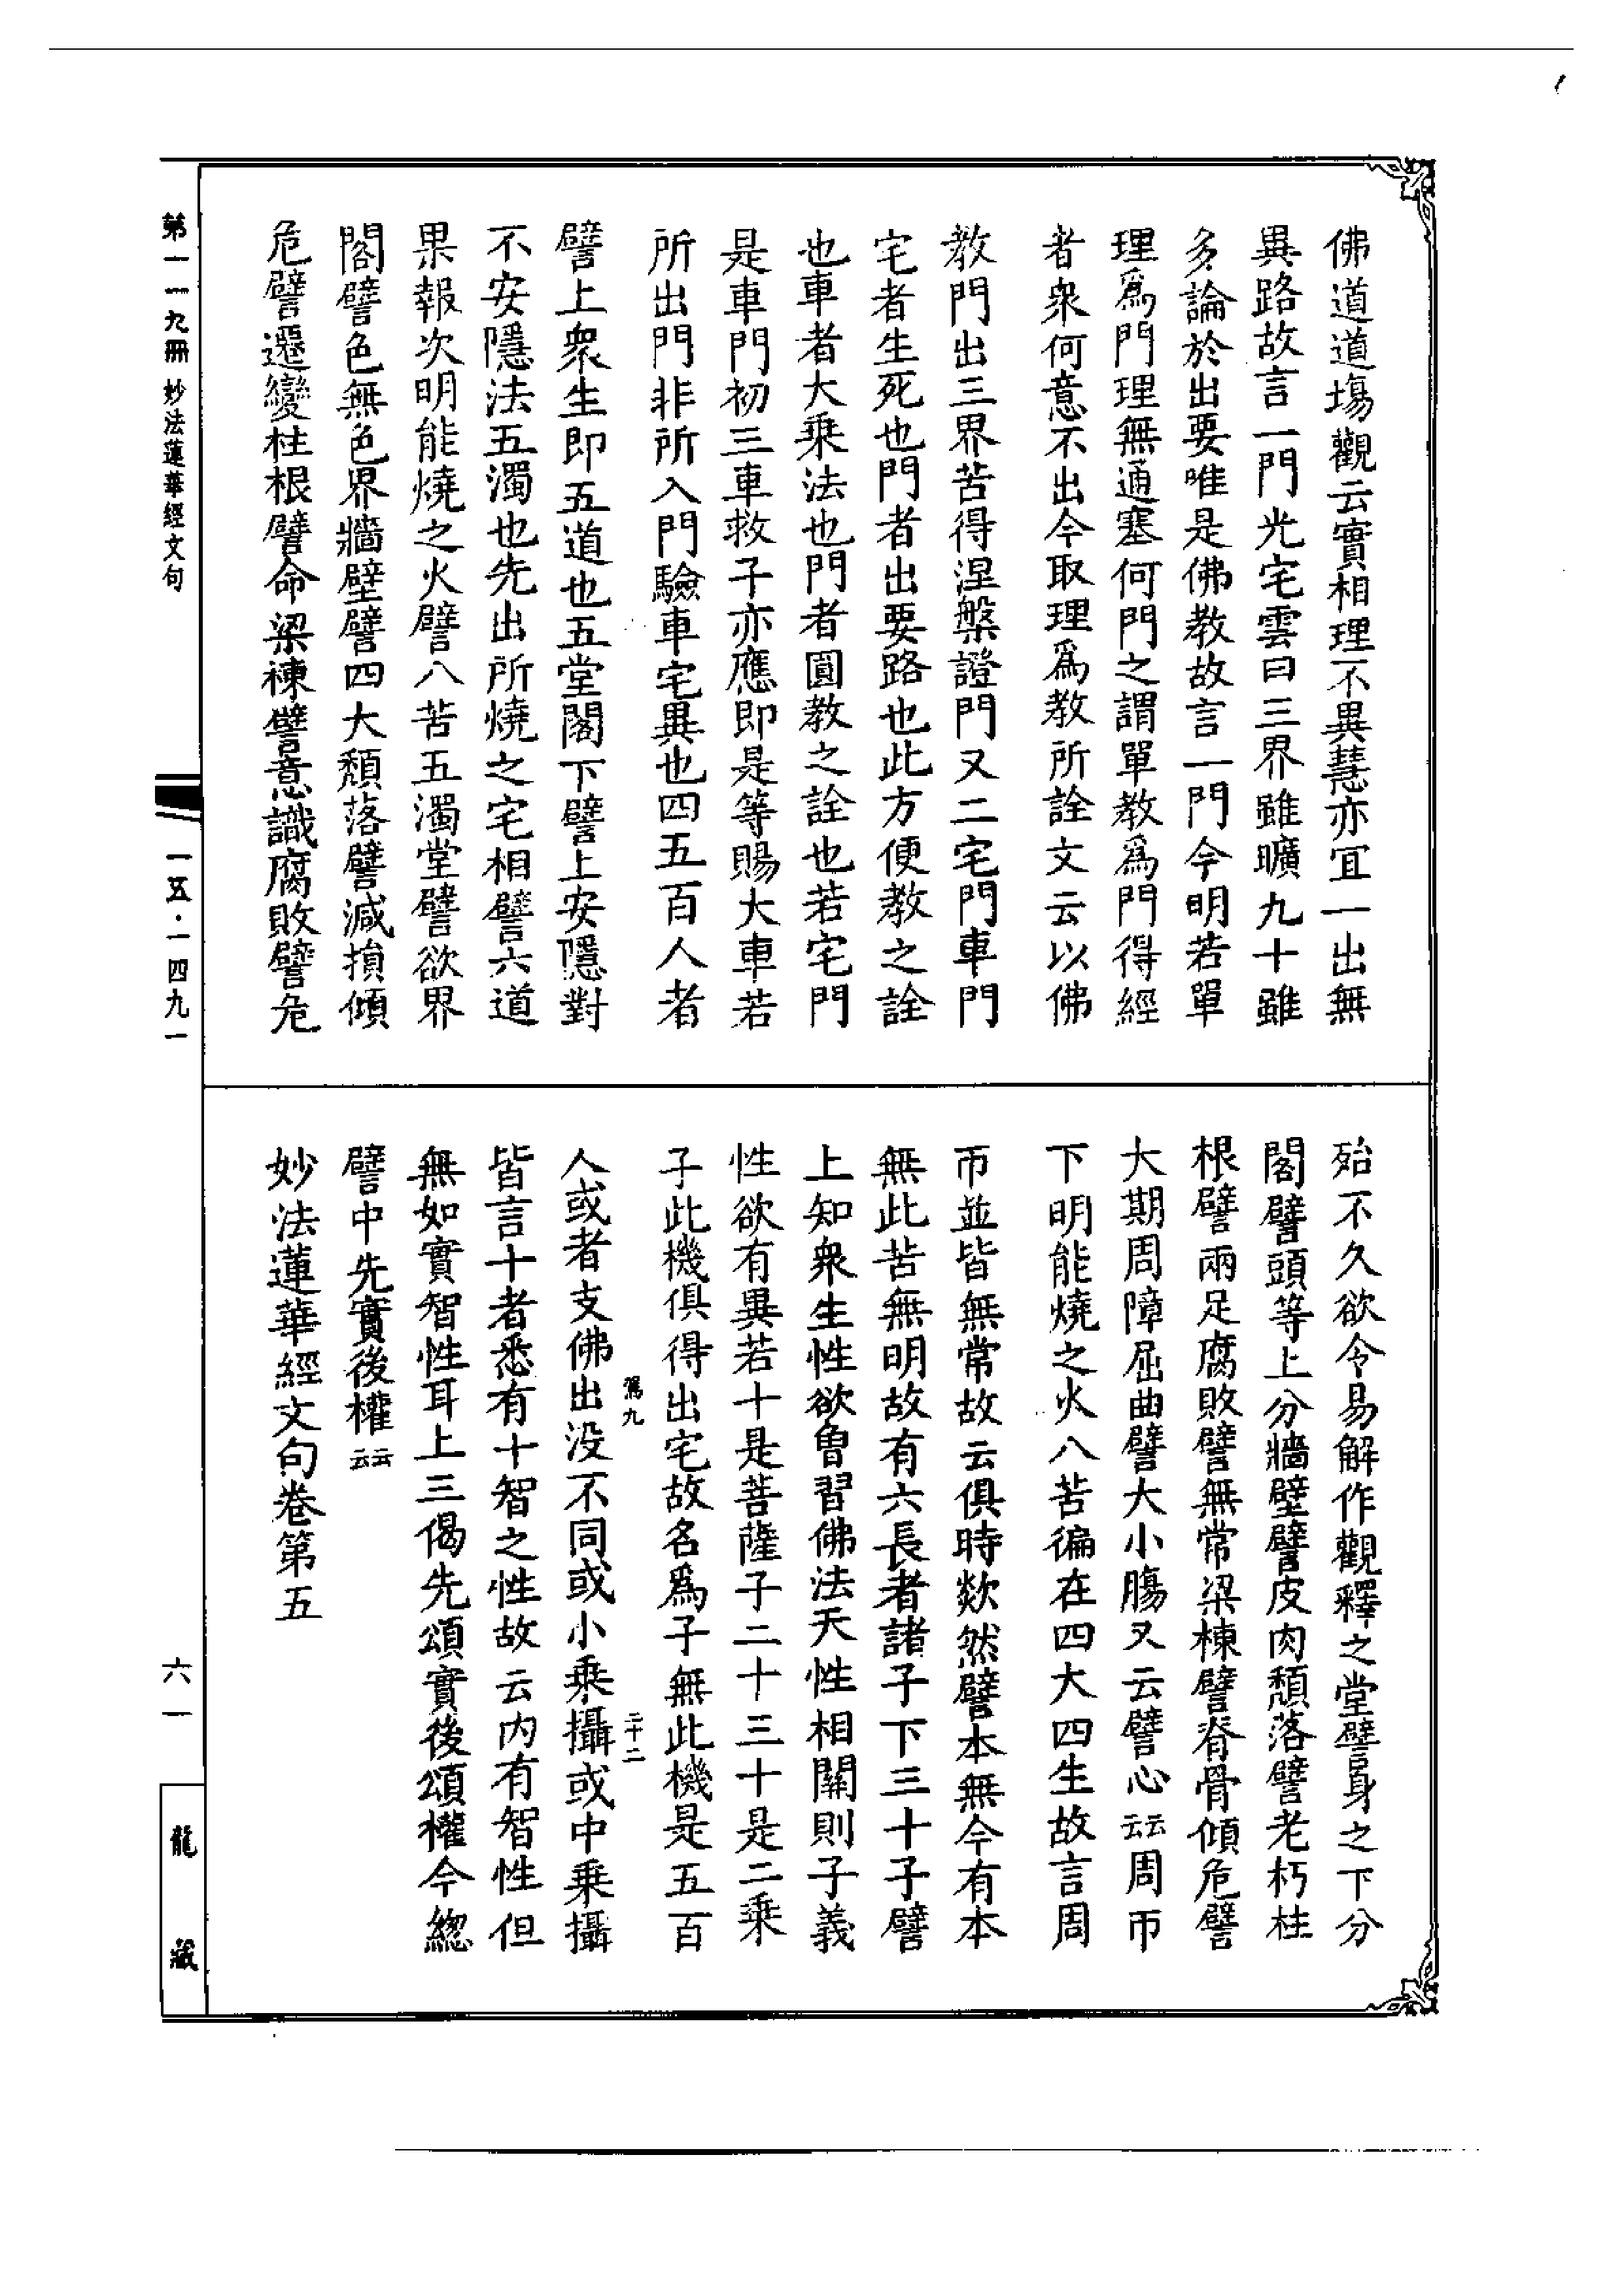 佛道道場觀云實相理不異慧亦冝一出無
異路故言一門光宅雲曰三界雖曠九十雖
多論於出要唯是佛教故言一門今明若單
理爲門理無通塞何門之謂單教爲門得經
者衆何意不出今取理爲教所詮文云以佛
教門出三界苦得涅槃證門又二宅門車門
宅者生死也門者出要路也此方便教之詮
也車者大乘法也門者圓教之詮也若宅門
是車門初三車救子亦應即是等賜大車若
所出門非所入門驗車宅異也四五百人者
譬上衆生即五道也五堂閣下譬上安隱對
不安隱法五濁也先出所燒之宅相譬六道
果報次明能燒之火譬八苦五濁堂譬欲界
閣譬色無色界牆壁譬四大頹落譬減損傾
危譬遷變柱根譬命梁棟譬意識腐敗譬危
殆不久欲令易解作觀釋之堂譬身之下分
閣譬頭等上分牆壁譬皮肉頹落譬老朽柱
根譬兩足腐敗譬無常梁棟譬脊骨傾危譬
大期周障屈曲譬大小腸又云譬心云云周帀
下明能燒之火八苦徧在四大四生故言周
帀並皆無常故云俱時歘然譬本無今有本
無此苦無明故有六長者諸子下三十子譬
上知衆生性欲曾習佛法天性相關則子義
性欲有異若十是菩薩子二十三十是二乘
子此機俱得出宅故名爲子無此機是五百
人或者支佛出没不同或小乘攝或中乘攝
駕九
二十二
皆言十者悉有十智之性故云内有智性但
無如實智性耳上三偈先頌實後頌權今緫
譬中先實後權云云
妙法蓮華經文句卷第五
第一一九冊 妙法蓮華經文句
一五·一四九一
六一
龍藏